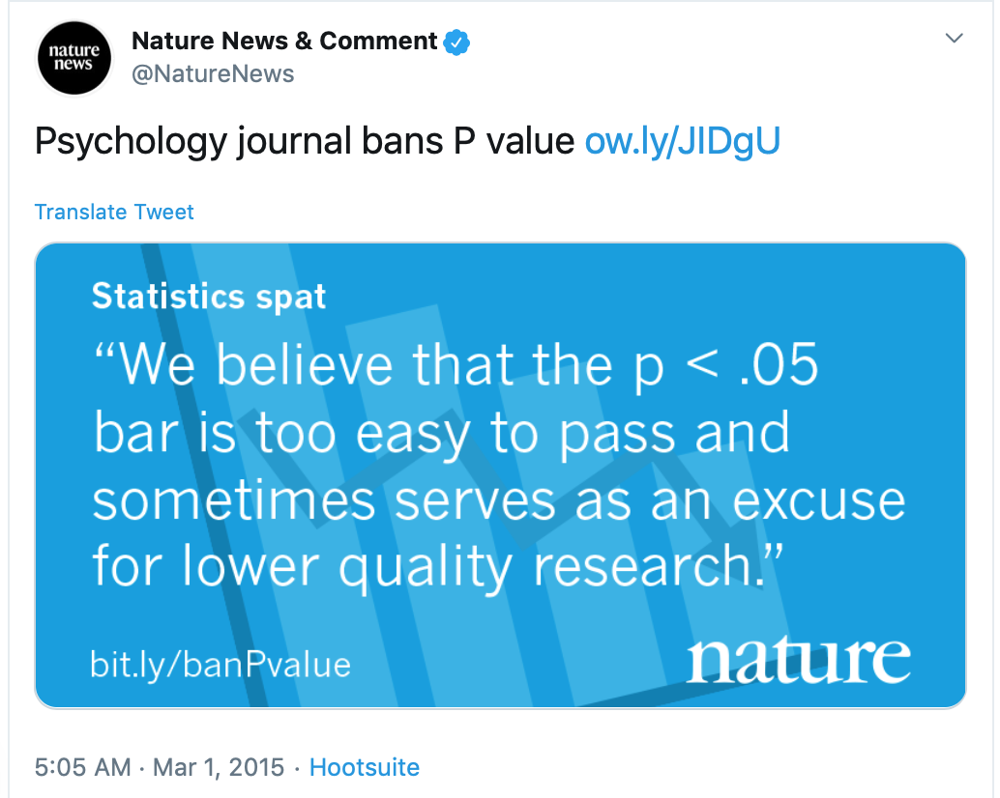 nature
news
Nature News & Comment
@NatureNews
Psychology journal bans P value ow.ly/JIDgU
Translate Tweet
Statistics spat
“We believe that the p < .05
bar is too easy to pass and
sometimes serves as an excuse
for lower quality research.”
bit.ly/banPvalue
nature
5:05 AM · Mar 1, 2015 · Hootsuite